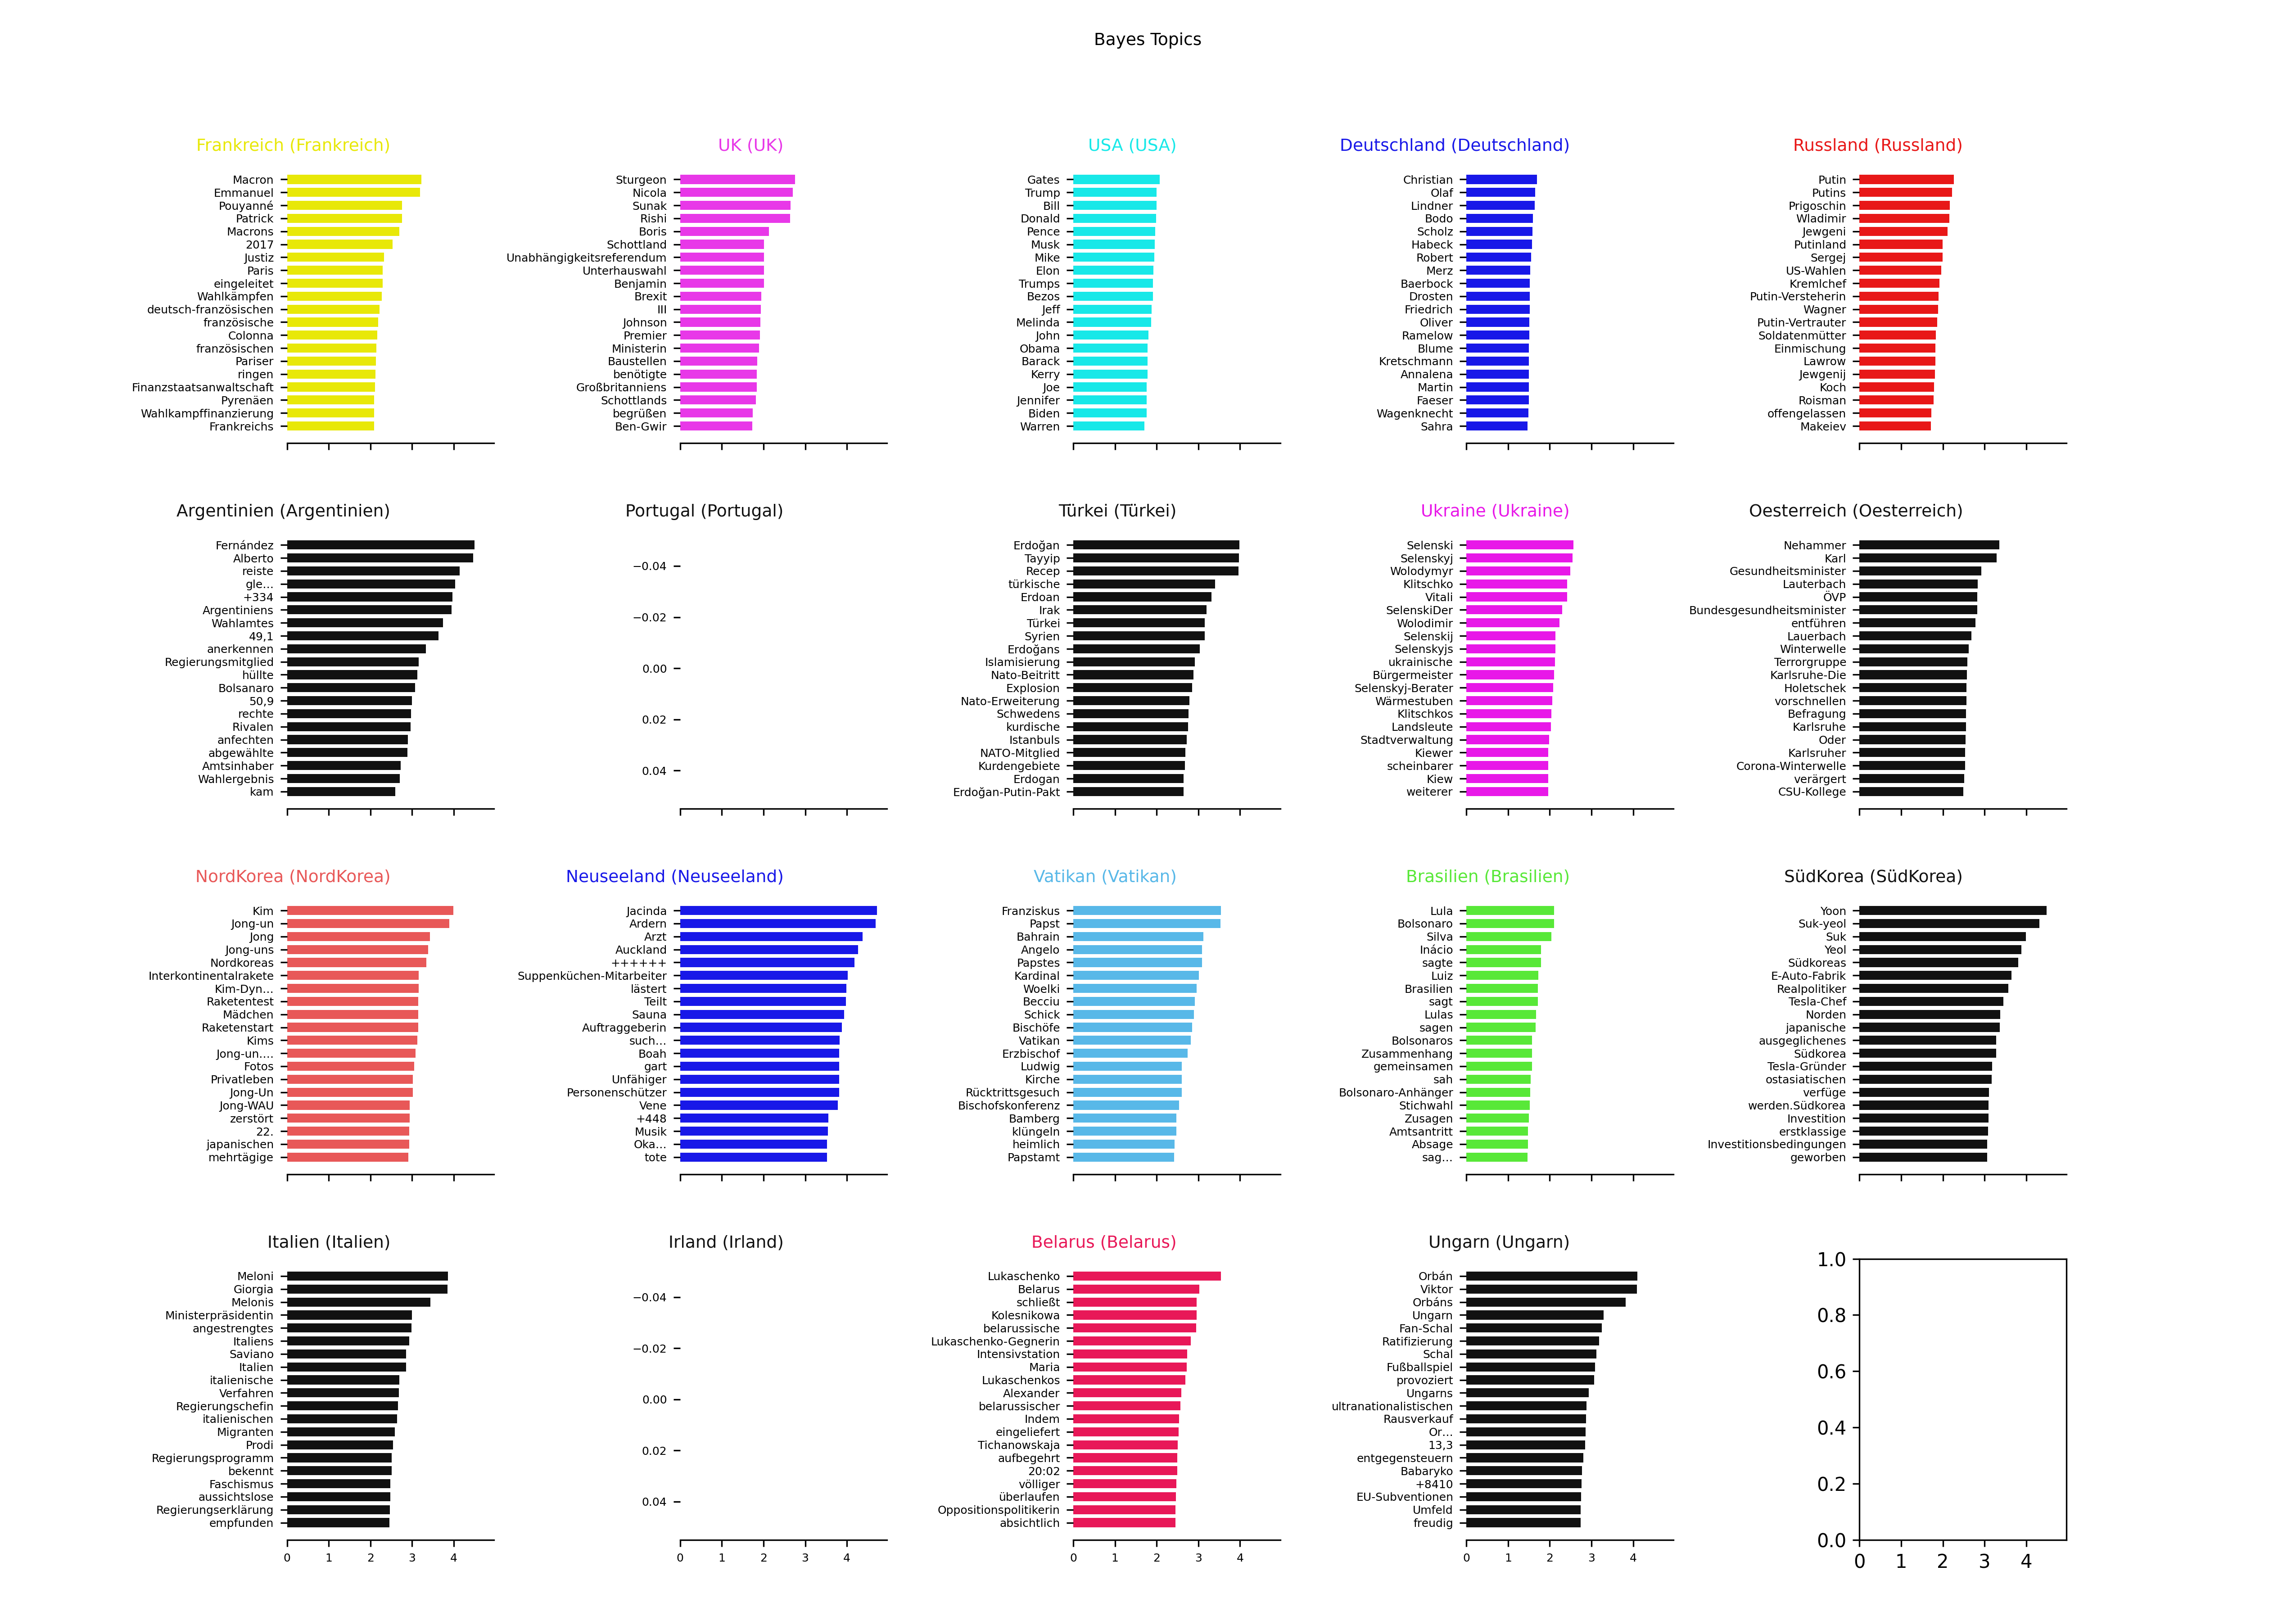 Bayes Topics
Frankreich (Frankreich)
Macron
Emmanuel
Pouyanné
Patrick
Macrons
2017
Justiz
Paris
eingeleitet
Wahlkämpfen
deutsch-französischen
französische
Colonna
französischen
Pariser
ringen
Finanzstaatsanwaltschaft
Pyrenäen
Wahlkampffinanzierung
Frankreichs
UK (UK)
Sturgeon
Nicola
Sunak
Rishi
Boris
Schottland
Unabhängigkeitsreferendum
Unterhauswahl
Benjamin
Brexit
III
Johnson
Premier
Ministerin
Baustellen
benötigte
Großbritanniens
Schottlands
begrüßen
Ben-Gwir
USA (USA)
Gates
Trump
Bill
Donald
Pence
Musk
Mike
Elon
Trumps
Bezos
Jeff
Melinda
John
Obama
Barack
Kerry
Joe
Jennifer
Biden
Warren
Deutschland (Deutschland)
Christian
Olaf
Lindner
Bodo
Scholz
Habeck
Robert
Merz
Baerbock
Drosten
Friedrich
Oliver
Ramelow
Blume
Kretschmann
Annalena
Martin
Faeser
Wagenknecht
Sahra
Russland (Russland)
Putin
Putins
Prigoschin
Wladimir
Jewgeni
Putinland
Sergej
US-Wahlen
Kremlchef
Putin-Versteherin
Wagner
Putin-Vertrauter
Soldatenmütter
Einmischung
Lawrow
Jewgenij
Koch
Roisman
offengelassen
Makeiev
Argentinien (Argentinien)
Fernández
Alberto
reiste
gle...
+334
Argentiniens
Wahlamtes
49,1
anerkennen
Regierungsmitglied
hüllte
Bolsanaro
50,9
rechte
Rivalen
anfechten
abgewählte
Amtsinhaber
Wahlergebnis
kam
Portugal (Portugal)
−0.04
−0.02
0.00
0.02
0.04
Türkei (Türkei)
Erdoğan
Tayyip
Recep
türkische
Erdoan
Irak
Türkei
Syrien
Erdoğans
Islamisierung
Nato-Beitritt
Explosion
Nato-Erweiterung
Schwedens
kurdische
Istanbuls
NATO-Mitglied
Kurdengebiete
Erdogan
Erdoğan-Putin-Pakt
Ukraine (Ukraine)
Selenski
Selenskyj
Wolodymyr
Klitschko
Vitali
SelenskiDer
Wolodimir
Selenskij
Selenskyjs
ukrainische
Bürgermeister
Selenskyj-Berater
Wärmestuben
Klitschkos
Landsleute
Stadtverwaltung
Kiewer
scheinbarer
Kiew
weiterer
Oesterreich (Oesterreich)
Nehammer
Karl
Gesundheitsminister
Lauterbach
ÖVP
Bundesgesundheitsminister
entführen
Lauerbach
Winterwelle
Terrorgruppe
Karlsruhe-Die
Holetschek
vorschnellen
Befragung
Karlsruhe
Oder
Karlsruher
Corona-Winterwelle
verärgert
CSU-Kollege
NordKorea (NordKorea)
Kim
Jong-un
Jong
Jong-uns
Nordkoreas
Interkontinentalrakete
Kim-Dyn...
Raketentest
Mädchen
Raketenstart
Kims
Jong-un....
Fotos
Privatleben
Jong-Un
Jong-WAU
zerstört
22.
japanischen
mehrtägige
Neuseeland (Neuseeland)
Jacinda
Ardern
Arzt
Auckland
++++++
Suppenküchen-Mitarbeiter
lästert
Teilt
Sauna
Auftraggeberin
such...
Boah
gart
Unfähiger
Personenschützer
Vene
+448
Musik
Oka...
tote
Vatikan (Vatikan)
Franziskus
Papst
Bahrain
Angelo
Papstes
Kardinal
Woelki
Becciu
Schick
Bischöfe
Vatikan
Erzbischof
Ludwig
Kirche
Rücktrittsgesuch
Bischofskonferenz
Bamberg
klüngeln
heimlich
Papstamt
Brasilien (Brasilien)
Lula
Bolsonaro
Silva
Inácio
sagte
Luiz
Brasilien
sagt
Lulas
sagen
Bolsonaros
Zusammenhang
gemeinsamen
sah
Bolsonaro-Anhänger
Stichwahl
Zusagen
Amtsantritt
Absage
sag...
SüdKorea (SüdKorea)
Yoon
Suk-yeol
Suk
Yeol
Südkoreas
E-Auto-Fabrik
Realpolitiker
Tesla-Chef
Norden
japanische
ausgeglichenes
Südkorea
Tesla-Gründer
ostasiatischen
verfüge
werden.Südkorea
Investition
erstklassige
Investitionsbedingungen
geworben
Italien (Italien)
Meloni
Giorgia
Melonis
Ministerpräsidentin
angestrengtes
Italiens
Saviano
Italien
italienische
Verfahren
Regierungschefin
italienischen
Migranten
Prodi
Regierungsprogramm
bekennt
Faschismus
aussichtslose
Regierungserklärung
empfunden
0 1 2 3 4
Irland (Irland)
−0.04
−0.02
0.00
0.02
0.04
0 1 2 3 4
Belarus (Belarus)
Lukaschenko
Belarus
schließt
Kolesnikowa
belarussische
Lukaschenko-Gegnerin
Intensivstation
Maria
Lukaschenkos
Alexander
belarussischer
Indem
eingeliefert
Tichanowskaja
aufbegehrt
20:02
völliger
überlaufen
Oppositionspolitikerin
absichtlich
0 1 2 3 4
Ungarn (Ungarn)
Orbán
Viktor
Orbáns
Ungarn
Fan-Schal
Ratifizierung
Schal
Fußballspiel
provoziert
Ungarns
ultranationalistischen
Rausverkauf
Or...
13,3
entgegensteuern
Babaryko
+8410
EU-Subventionen
Umfeld
freudig
0 1 2 3 4
1.0
0.8
0.6
0.4
0.2
0.0
0 1 2 3 4